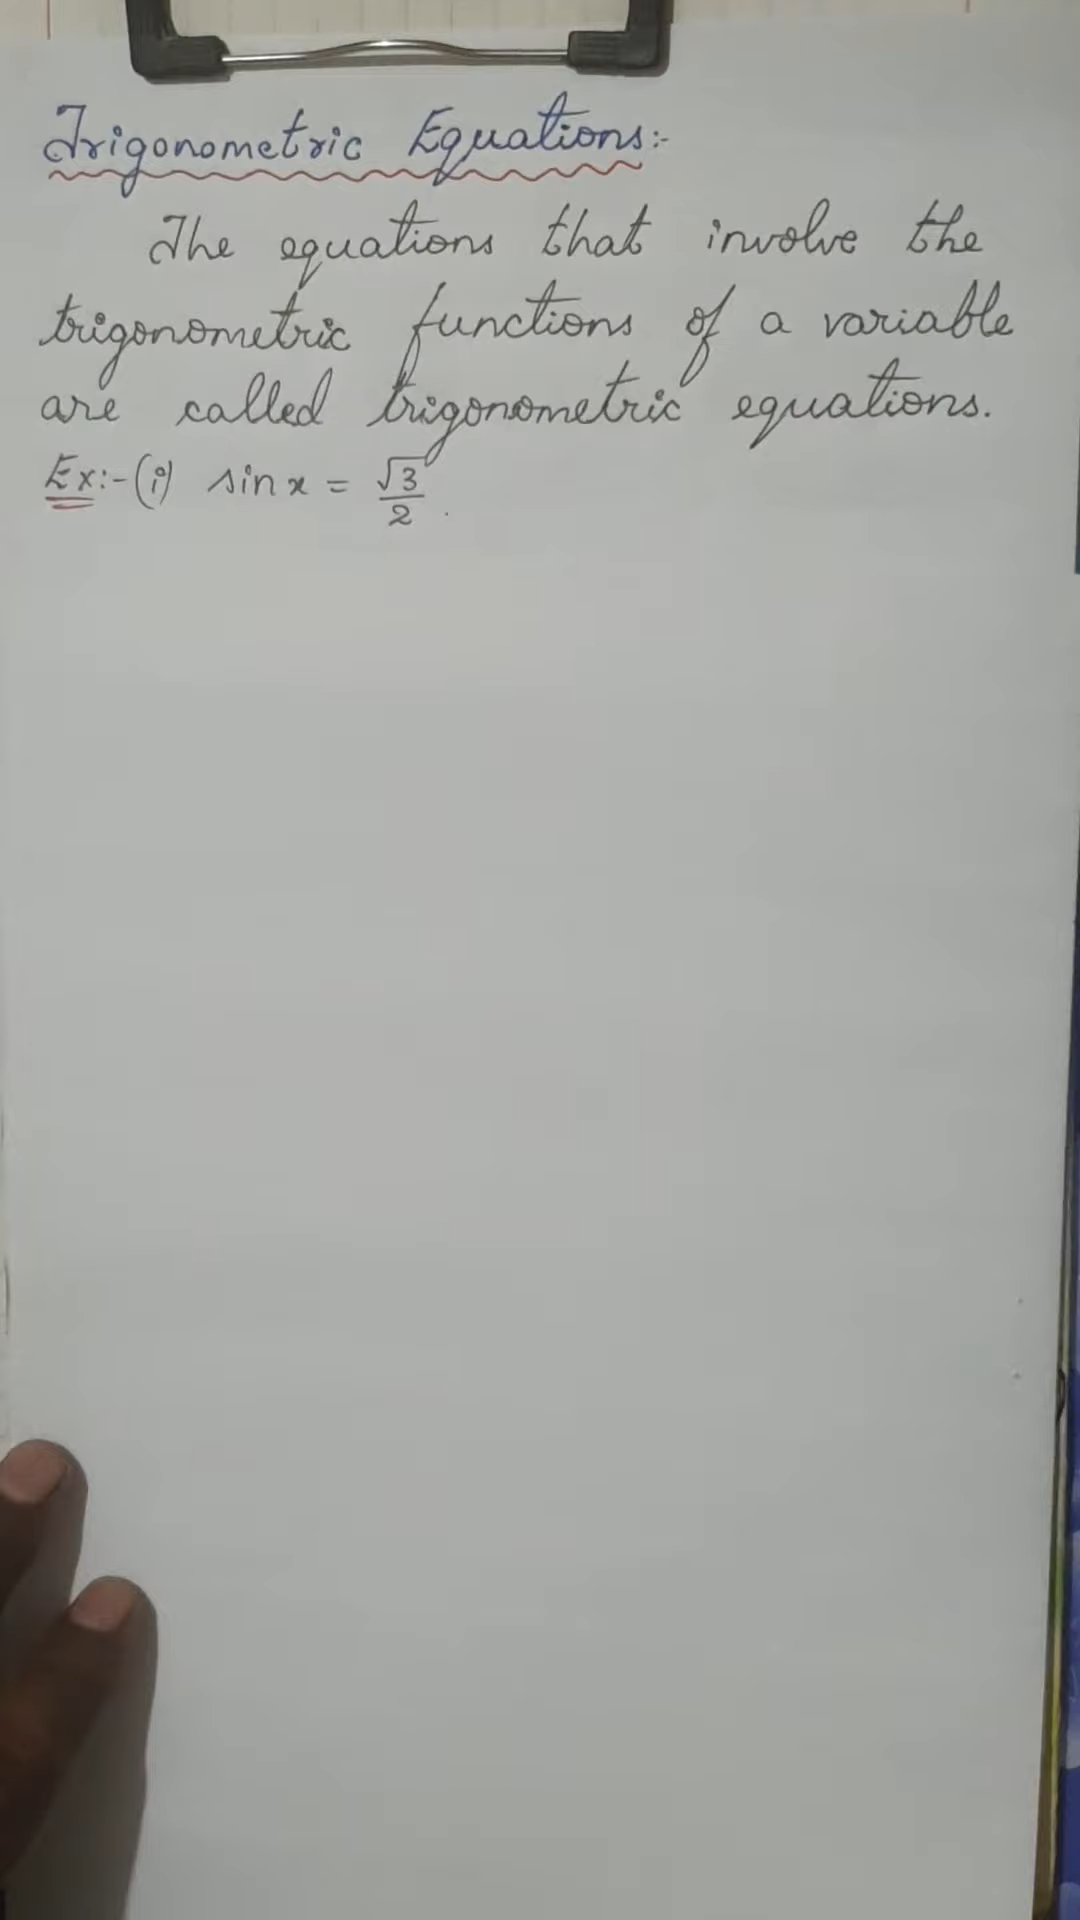 Trigonometric Equations:-
The equations that involve the
trigonometric functions of a variable
are called trigonometric equations.
Ex:- (i) sin x = √3/2.